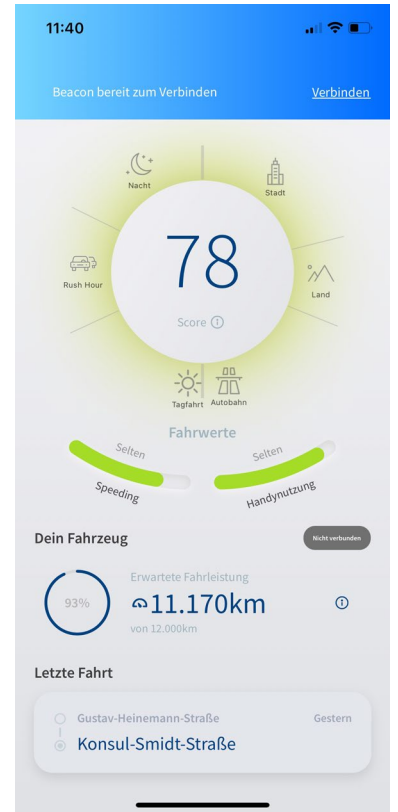 11:40
Beacon bereit zum Verbinden
Verbinden
Nacht
Stadt
Rush Hour
78
Land
Score
Tagfahrt
Autobahn
Fahrwerte
Selten
Selten
Speeding
Handynutzung
Dein Fahrzeug
Nicht verbunden
Erwartete Fahrleistung
93%
11.170km
von 12.000km
Letzte Fahrt
Gustav-Heinemann-Straße
Gestern
Konsul-Smidt-Straße